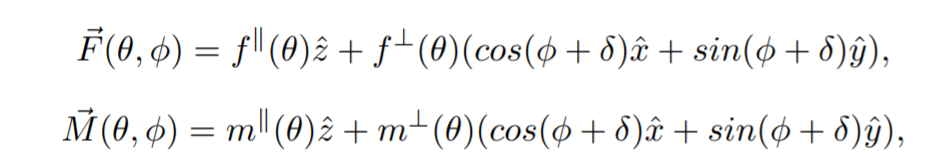 $\vec{F}(\theta, \phi) = f^{\parallel}(\theta)\hat{z} + f^{\perp}(\theta)(cos(\phi + \delta)\hat{x} + sin(\phi + \delta)\hat{y}),$
$\vec{M}(\theta, \phi) = m^{\parallel}(\theta)\hat{z} + m^{\perp}(\theta)(cos(\phi + \delta)\hat{x} + sin(\phi + \delta)\hat{y}),$